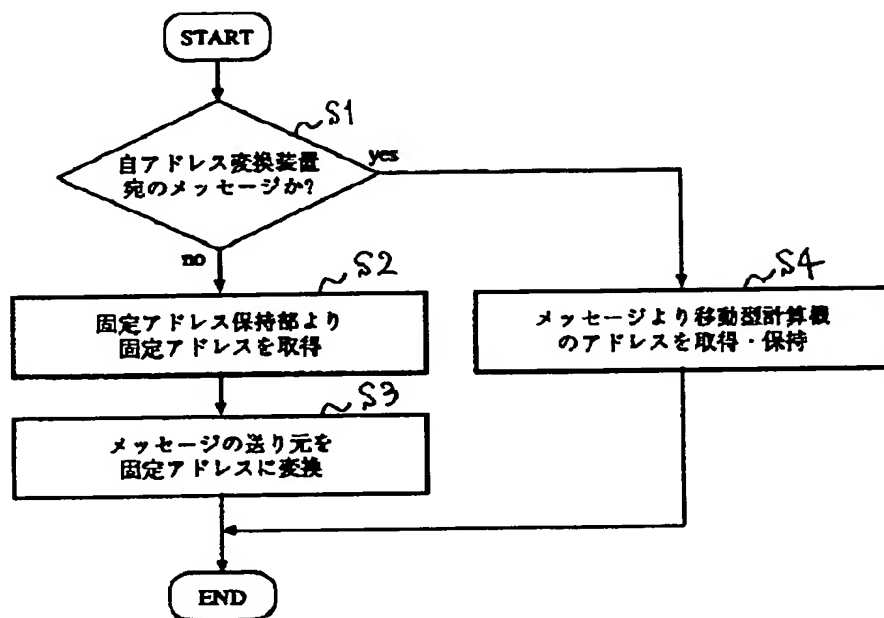 START
S1
自アドレス変換装置
宛のメッセージか?
yes
no
S2
固定アドレス保持部より
固定アドレスを取得
S4
メッセージより移動型計算機
のアドレスを取得・保持
S3
メッセージの送り元を
固定アドレスに変換
END